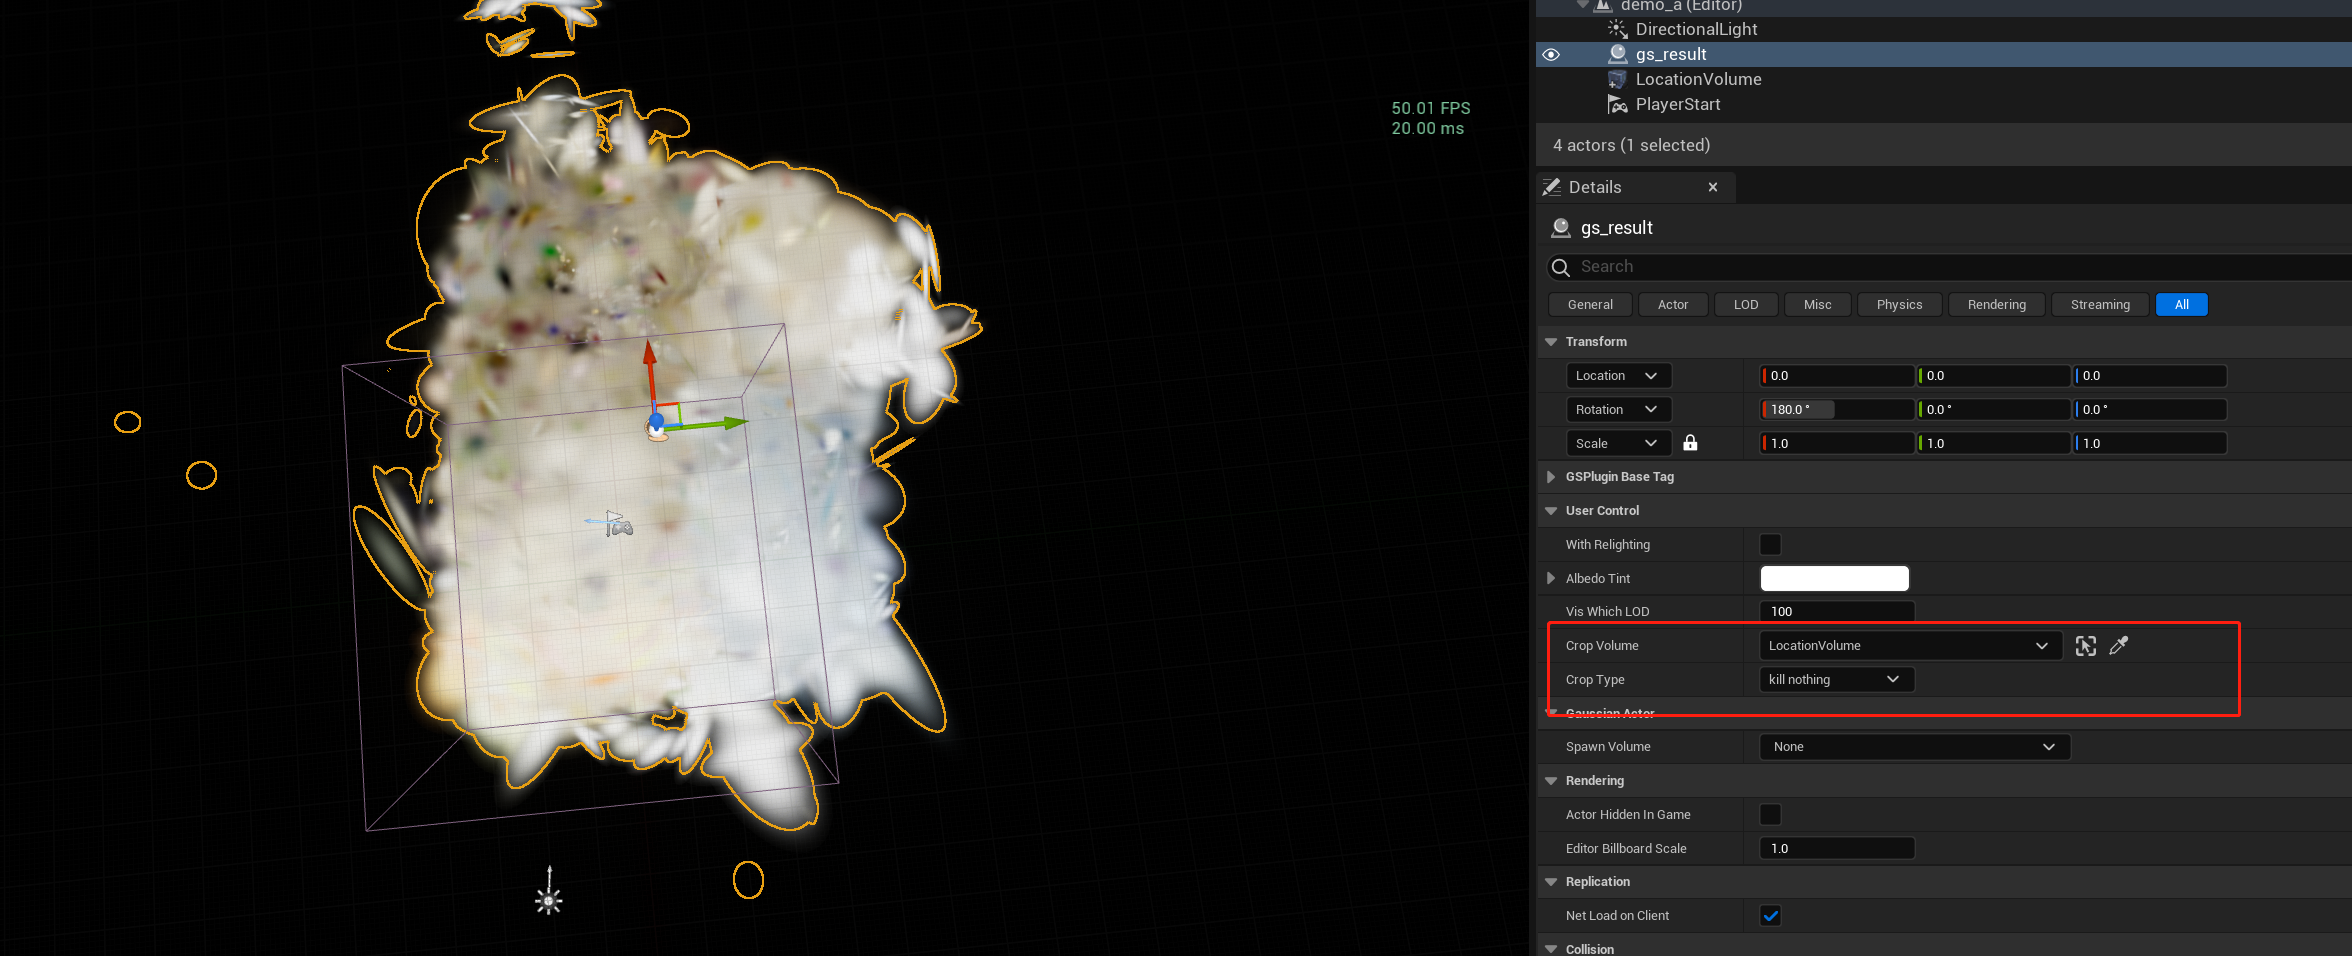 demo_a (Editor)
DirectionalLight
gs_result
LocationVolume
PlayerStart
50.01 FPS
20.00 ms
4 actors (1 selected)
Details
gs_result
Search
General Actor LOD Misc Physics Rendering Streaming All
Transform
Location 0.0 0.0 0.0
Rotation 180.0 ° 0.0 ° 0.0 °
Scale 1.0 1.0 1.0
GSPlugin Base Tag
User Control
With Relighting
Albedo Tint
Vis Which LOD 100
Crop Volume LocationVolume
Crop Type kill nothing
Gaussian Actor
Spawn Volume None
Rendering
Actor Hidden In Game
Editor Billboard Scale 1.0
Replication
Net Load on Client
Collision